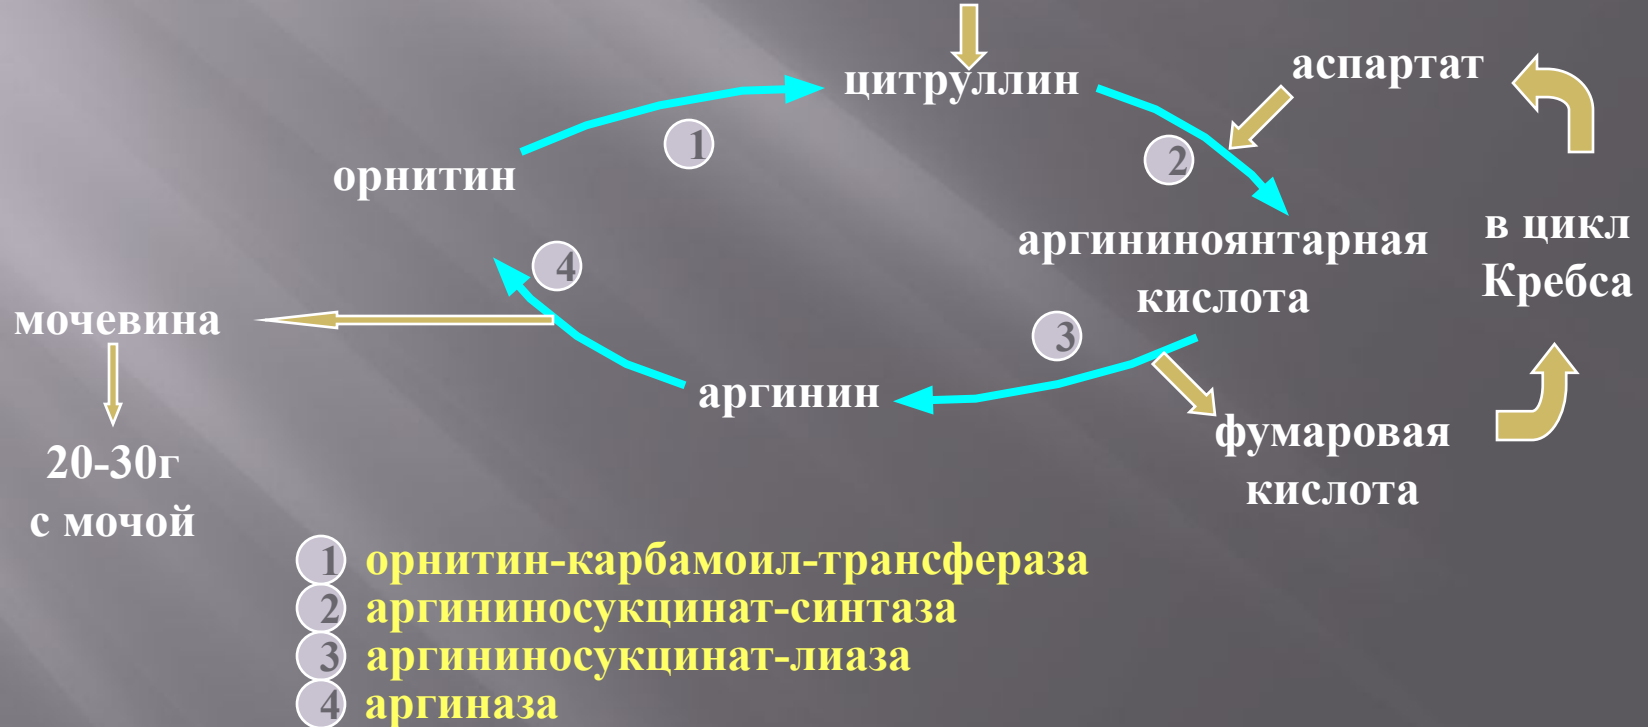 цитруллин
аспартат
1
2
орнитин
аргининоянтарная
кислота
в цикл
Кребса
4
мочевина
3
аргинин
фумаровая
кислота
20-30г
с мочой
1 орнитин-карбамоил-трансфераза
2 аргининосукцинат-синтаза
3 аргининосукцинат-лиаза
4 аргиназа